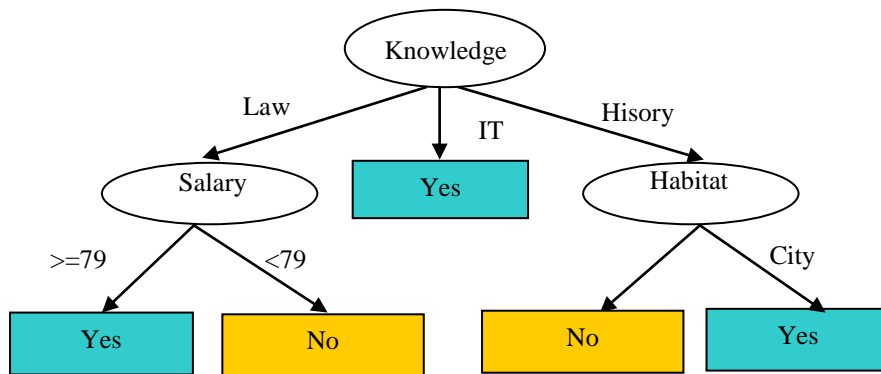 Knowledge
Law
IT
Hisory
Salary
Yes
Habitat
>=79
<79
City
Yes
No
No
Yes